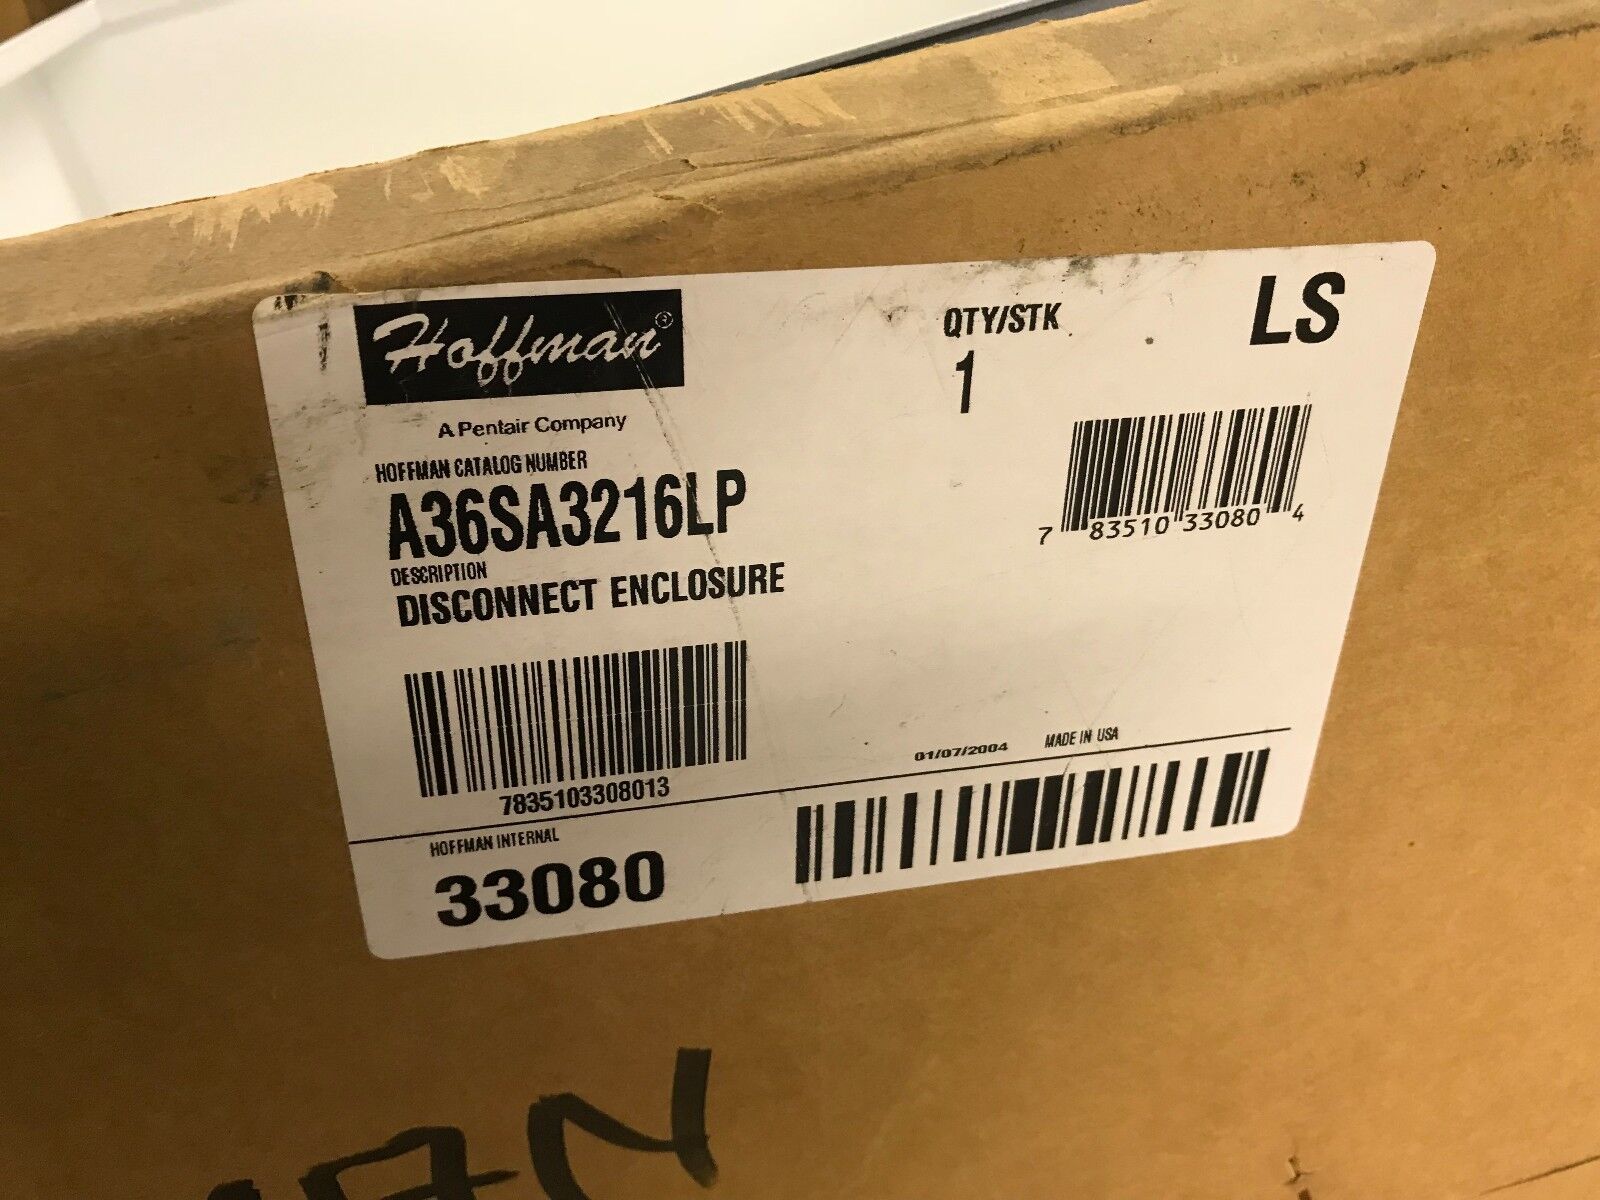 Hoffman®
A Pentair Company
QTY/STK
1
LS
HOFFMAN CATALOG NUMBER
A36SA3216LP
DESCRIPTION
DISCONNECT ENCLOSURE
7 83510 33080 4
7835103308013
01/07/2004 MADE IN USA
HOFFMAN INTERNAL
33080